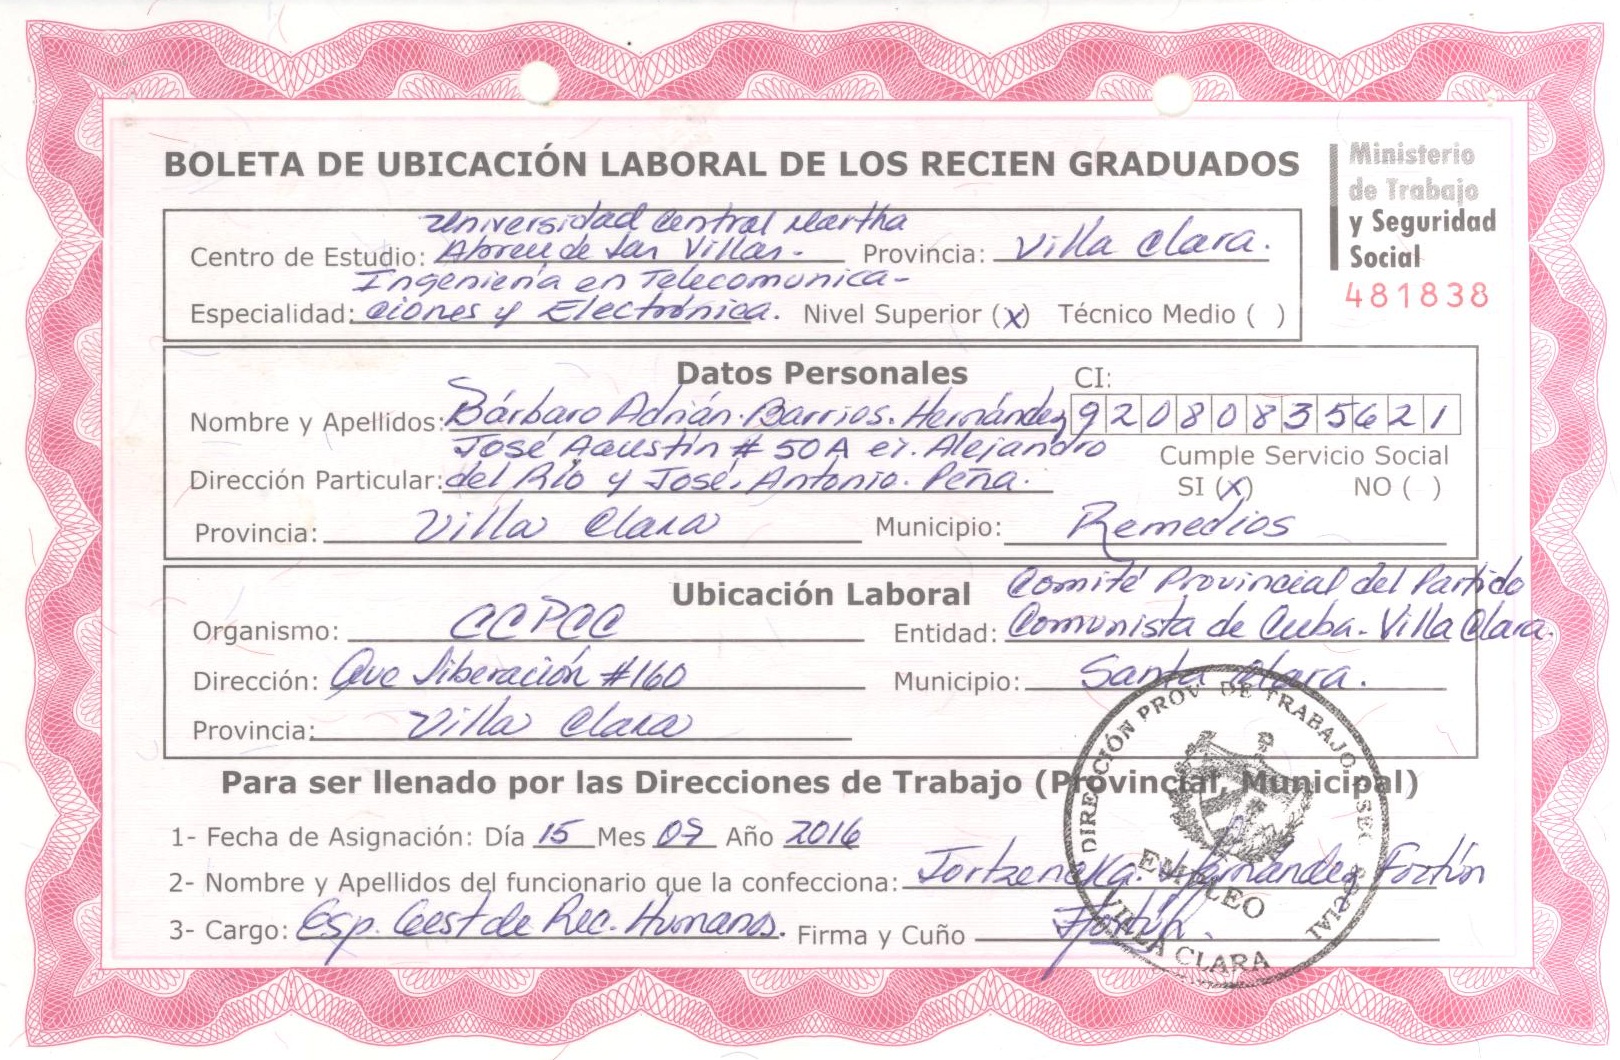 BOLETA DE UBICACIÓN LABORAL DE LOS RECIEN GRADUADOS
Ministerio
de Trabajo
y Seguridad
Social
481838
Universidad Central Martha
Centro de Estudio: Abreu de Las Villas. Provincia: Villa Clara.
Ingeniería en Telecomunica-
Especialidad: ciones y Electrónica. Nivel Superior (x) Técnico Medio ( )
Datos Personales
CI:
Nombre y Apellidos: Bárbaro Adrián Barrios Hernández 92080835621
José Agustín # 50A e/. Alejandro
Cumple Servicio Social
Dirección Particular: del Río y José Antonio Peña.
SI (x) NO ( )
Provincia: Villa Clara Municipio: Remedios
Ubicación Laboral
Comité Provincial del Partido
Organismo: CCPCC Entidad: Comunista de Cuba. Villa Clara.
Dirección: Ave Liberación #160 Municipio: Santa Clara.
Provincia: Villa Clara
Para ser llenado por las Direcciones de Trabajo (Provincial, Municipal)
1- Fecha de Asignación: Día 15 Mes 09 Año 2016
2- Nombre y Apellidos del funcionario que la confecciona: Hernández Fortún
3- Cargo: Esp. Gest de Rec. Humanos. Firma y Cuño
DIRECCIÓN PROV. DE TRABAJO Y SEG. SOCIAL
EMPLEO
VILLA CLARA